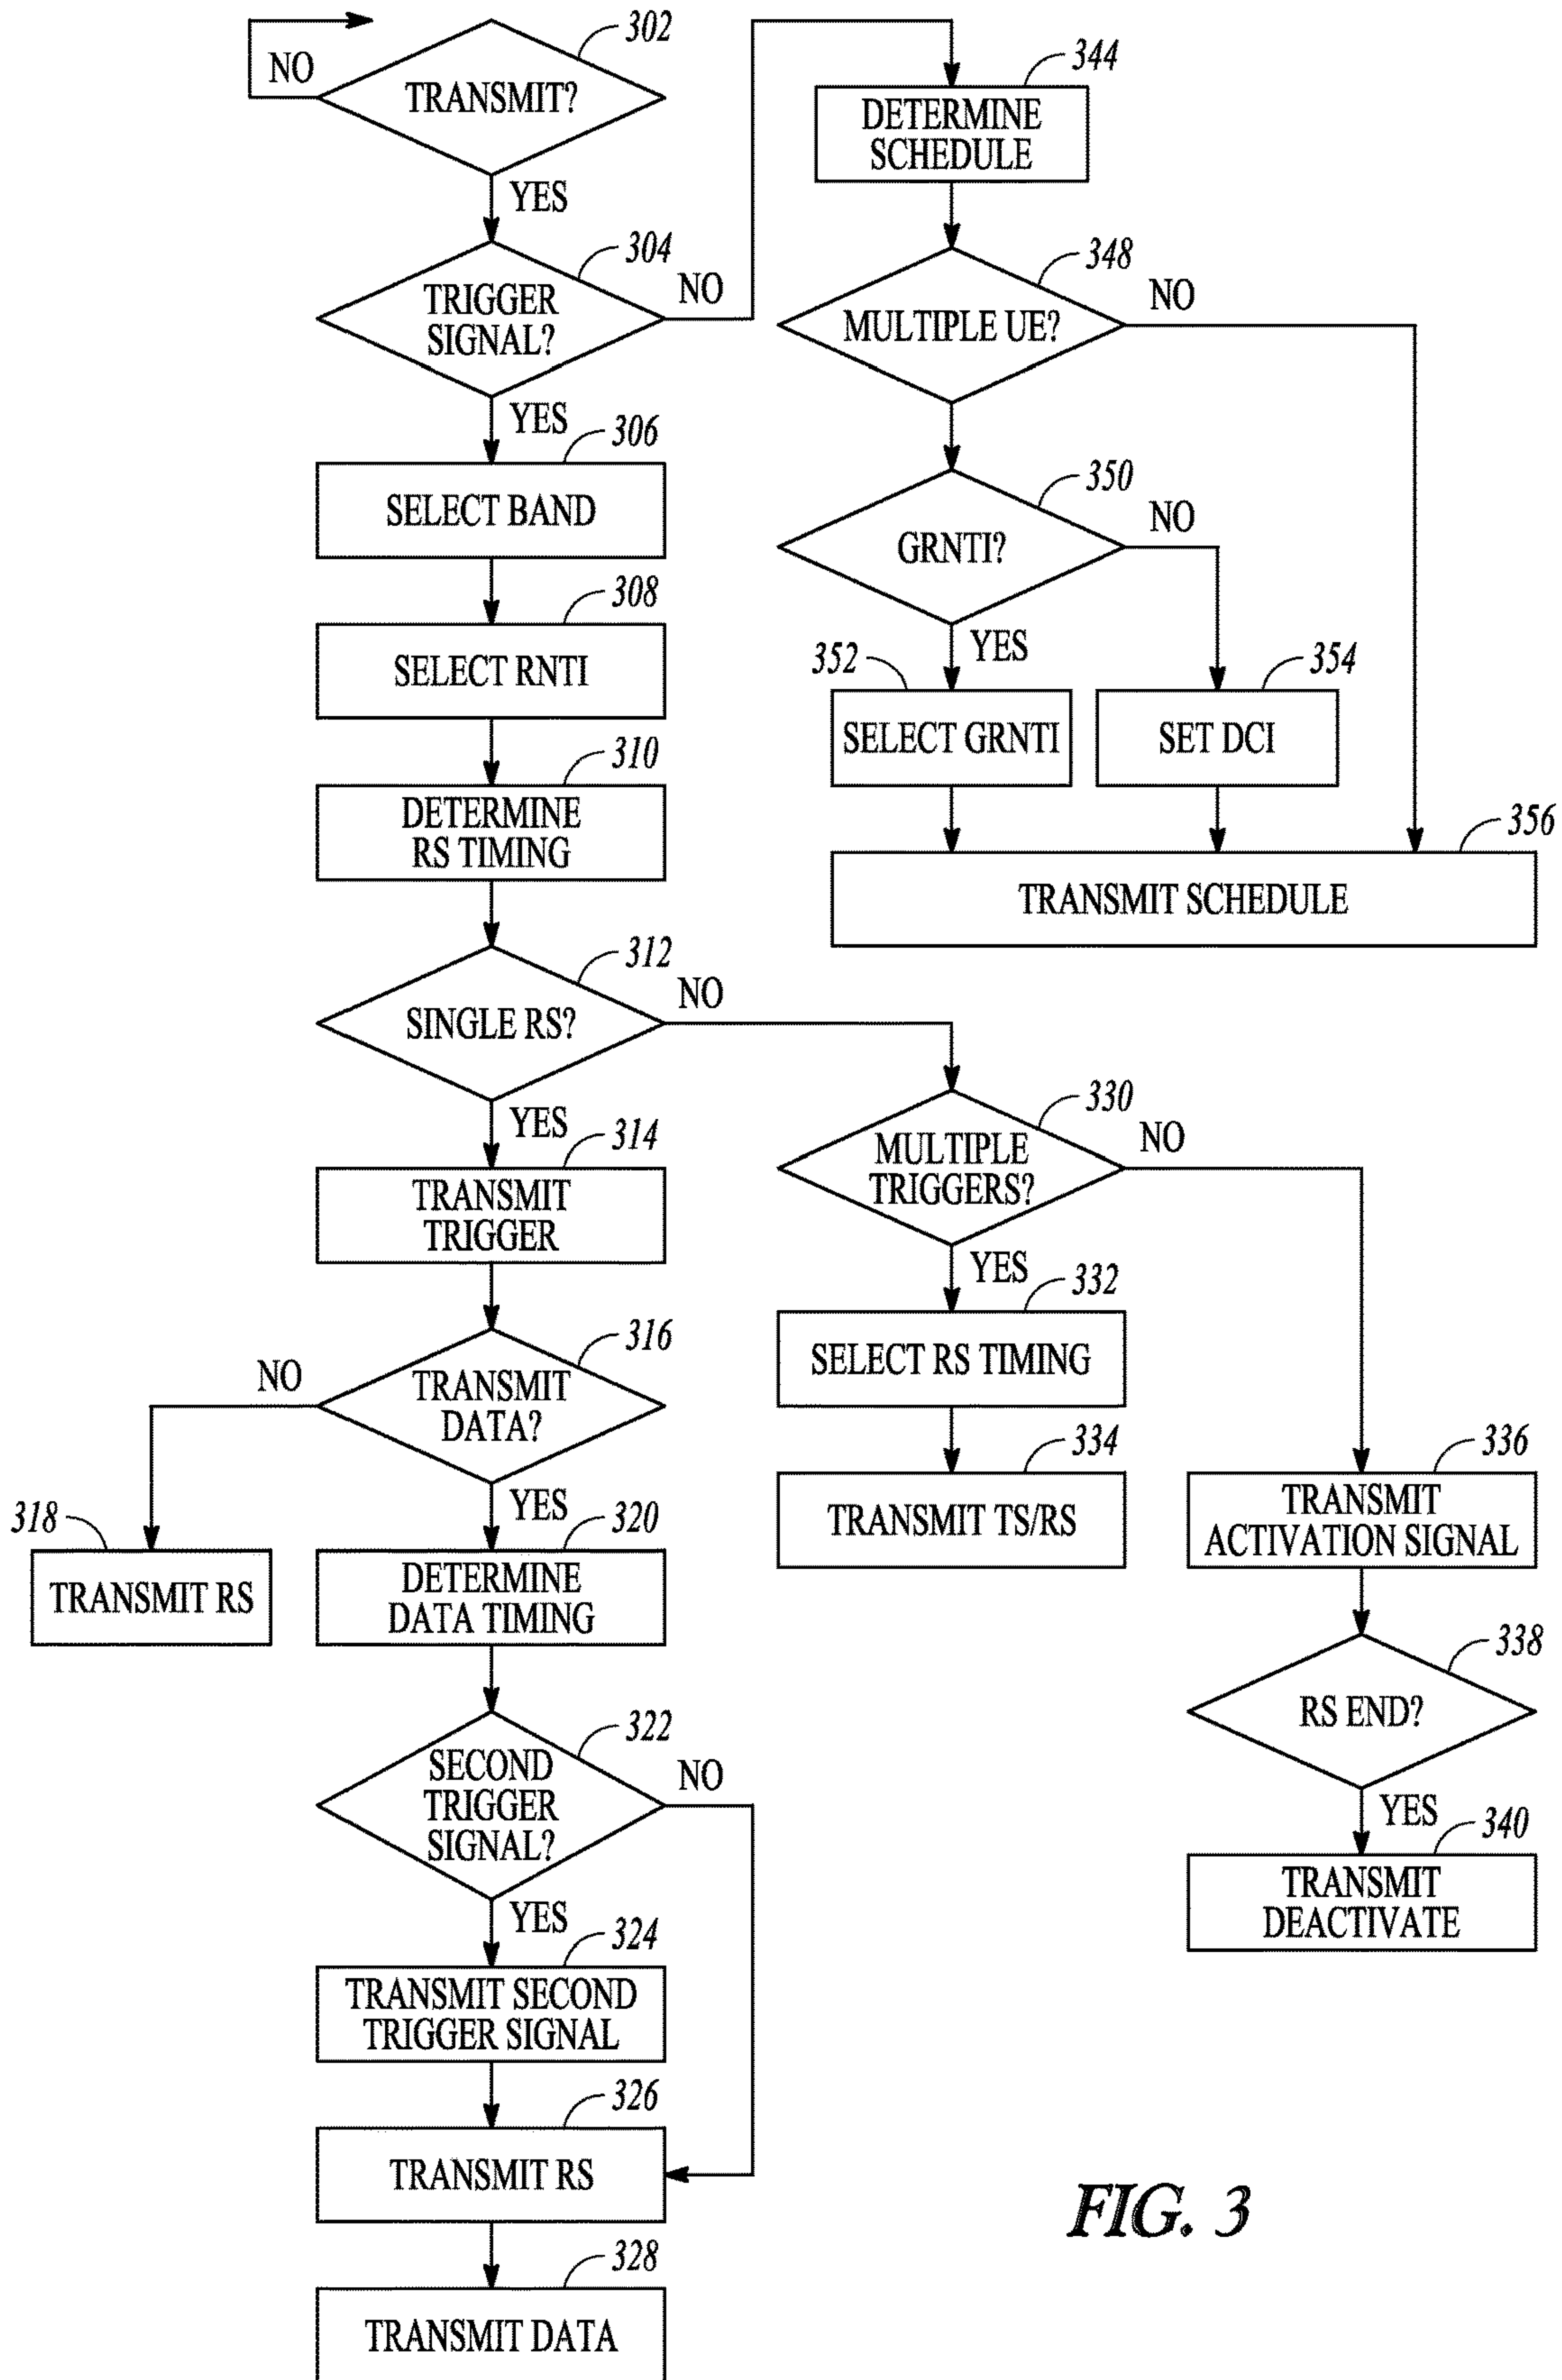 302
NO
TRANSMIT?
YES
304
TRIGGER
SIGNAL?
NO
YES
306
SELECT BAND
308
SELECT RNTI
310
DETERMINE
RS TIMING
312
SINGLE RS?
NO
YES
314
TRANSMIT
TRIGGER
316
TRANSMIT
DATA?
NO
YES
318
TRANSMIT RS
320
DETERMINE
DATA TIMING
322
SECOND
TRIGGER
SIGNAL?
NO
YES
324
TRANSMIT SECOND
TRIGGER SIGNAL
326
TRANSMIT RS
328
TRANSMIT DATA
344
DETERMINE
SCHEDULE
348
MULTIPLE UE?
NO
350
GRNTI?
NO
YES
352
SELECT GRNTI
354
SET DCI
356
TRANSMIT SCHEDULE
330
MULTIPLE
TRIGGERS?
NO
YES
332
SELECT RS TIMING
334
TRANSMIT TS/RS
336
TRANSMIT
ACTIVATION SIGNAL
338
RS END?
YES
340
TRANSMIT
DEACTIVATE
FIG. 3